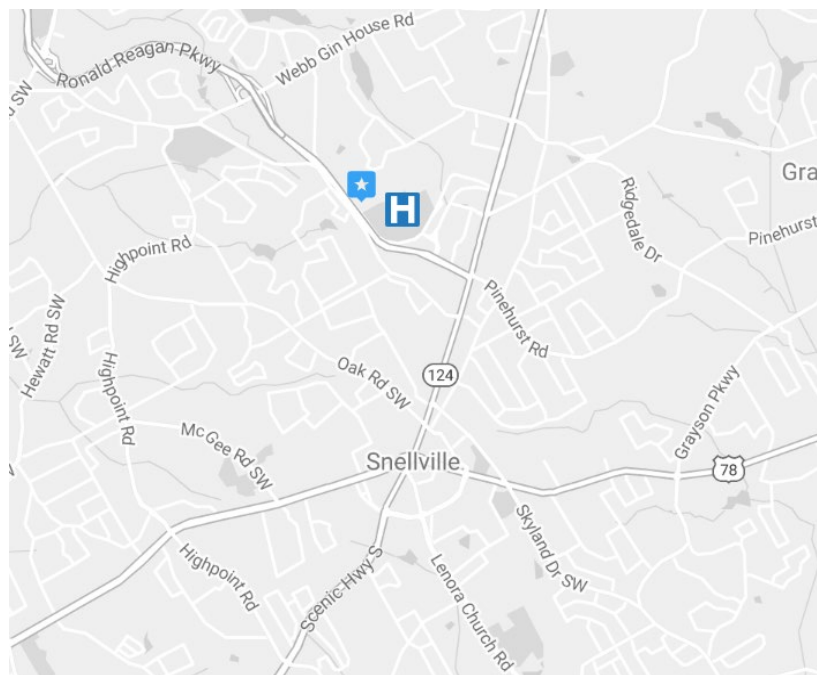 Webb Gin House Rd
Ronald Reagan Pkwy
d SW
Gra
H
Ridgedale Dr
Pinehurst
Highpoint Rd
Hewatt Rd SW
SW
Pinehurst Rd
Highpoint Rd
Oak Rd SW
124
Grayson Pkwy
Mc Gee Rd SW
Snellville
78
Skyland Dr SW
Highpoint Rd
Scenic Hwy S
Lenora Church Rd